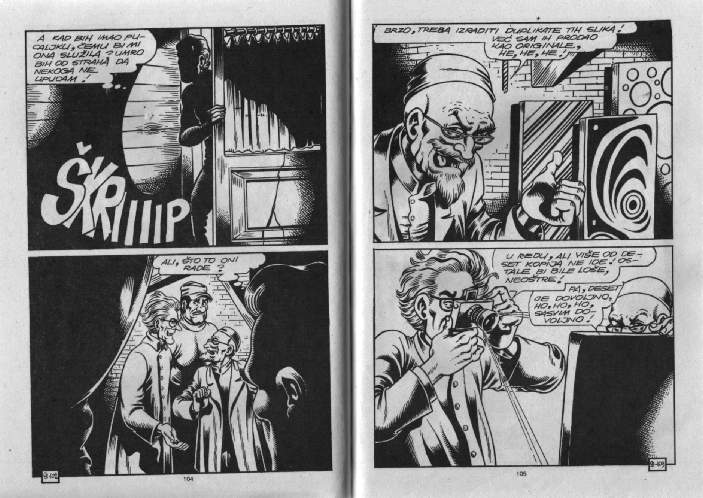 A KAD BIH IMAO PU-
CALJKU, ČEMU BI MI
ONA SLUŽILA? UMRO
BIH OD STRAHA DA
NEKOGA NE
UPUCAM!
ŠKRIIIIP
ALI, ŠTO TO ONI
RADE?
104
BRZO, TREBA IZRADITI DUPLIKATE TIH SLIKA!
VEĆ SAM IH PRODAO
KAO ORIGINALE,
HE, HE, HE!
U REDU, ALI VIŠE OD DE-
SET KOPIJA NE IDE! OS-
TALE BI BILE LOŠE,
NEOŠTRE!
PA, DESET
JE DOVOLJNO,
HO, HO, HO,
SASVIM DO-
VOLJNO!
105